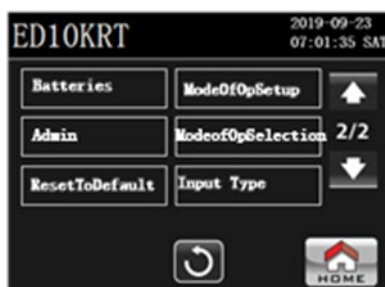 ED10KRT
2019-09-23
07:01:35 SAT
Batteries
ModeOfOpSetup
Admin
ModeofOpSelection
2/2
ResetToDefault
Input Type
HOME